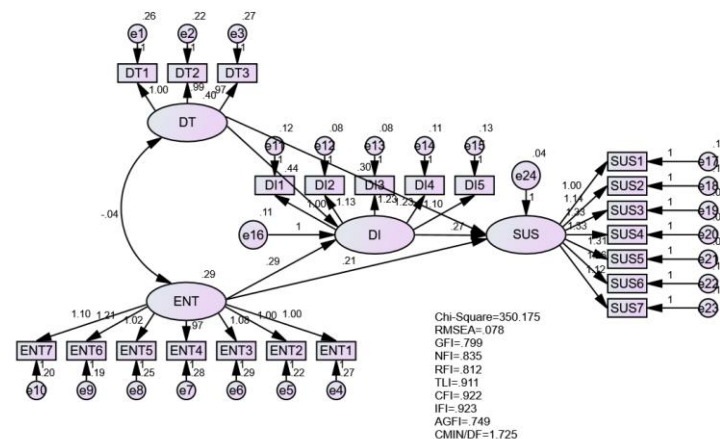 .26 .22 .27
e1 e2 e3
1 1 1
DT1 DT2 DT3
1.00 .99 .97
.40
DT
.12 .08 .08 .11 .13
e11 e12 e13 e14 e15
1 1 1 1 1
DI1 DI2 DI3 DI4 DI5
1.00 1.13 1.23 1.23 1.10
.44 .30
.04
e24
1
-.04
.11
e16
1
DI
.27
SUS
.29 .21
SUS1 1 e17
SUS2 1 e18
SUS3 1 e19
SUS4 1 e20
SUS5 1 e21
SUS6 1 e22
SUS7 1 e23
1.00
1.14
1.33
1.33
1.31
1.12
.29
ENT
1.10 1.21 1.02 .97 1.08 1.00 1.00
ENT7 ENT6 ENT5 ENT4 ENT3 ENT2 ENT1
1 1 1 1 1 1 1
.20 .19 .25 .28 .29 .22 .27
e10 e9 e8 e7 e6 e5 e4
Chi-Square=350.175
RMSEA=.078
GFI=.799
NFI=.835
RFI=.812
TLI=.911
CFI=.922
IFI=.923
AGFI=.749
CMIN/DF=1.725